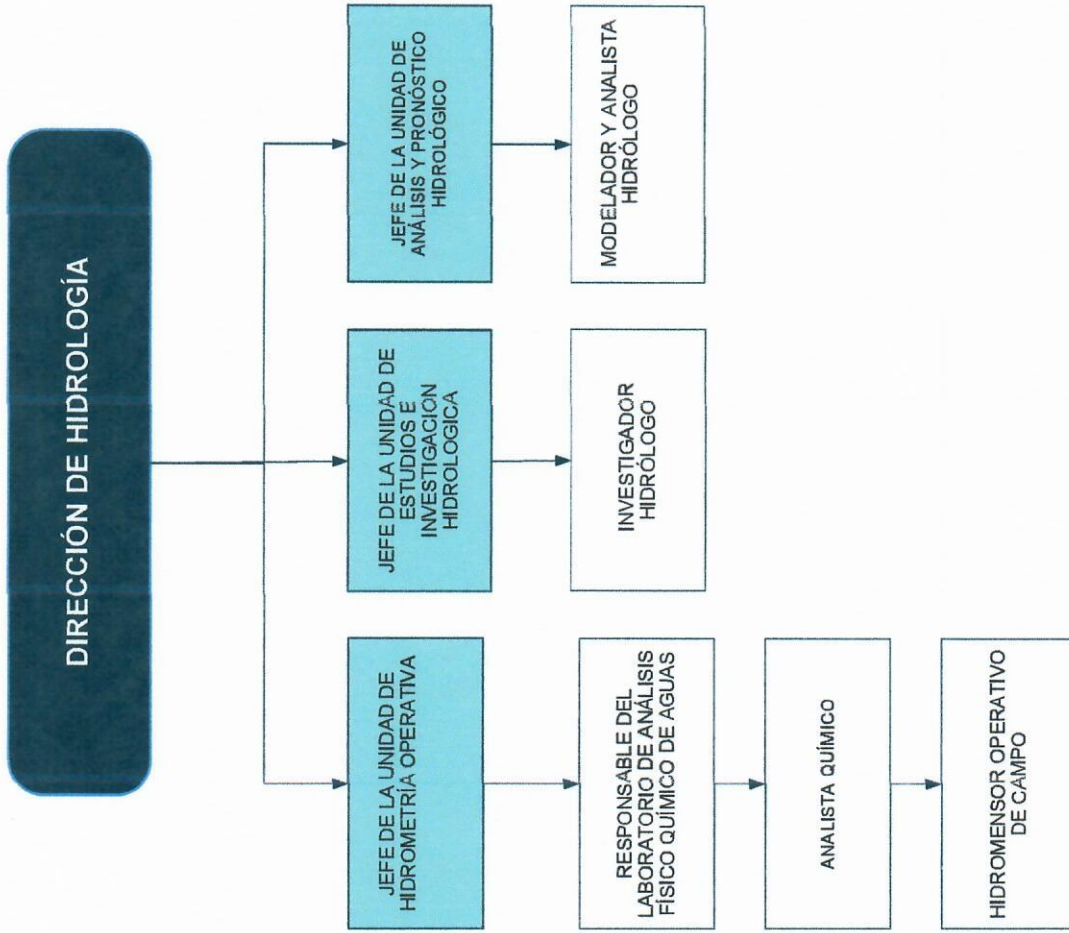 DIRECCIÓN DE HIDROLOGÍA
JEFE DE LA UNIDAD DE
HIDROMETRÍA OPERATIVA
RESPONSABLE DEL
LABORATORIO DE ANÁLISIS
FÍSICO QUÍMICO DE AGUAS
ANALISTA QUÍMICO
HIDROMENSOR OPERATIVO
DE CAMPO
JEFE DE LA UNIDAD DE
ESTUDIOS E
INVESTIGACIÓN
HIDROLOGICA
INVESTIGADOR
HIDRÓLOGO
JEFE DE LA UNIDAD DE
ANÁLISIS Y PRONÓSTICO
HIDROLÓGICO
MODELADOR Y ANALISTA
HIDRÓLOGO